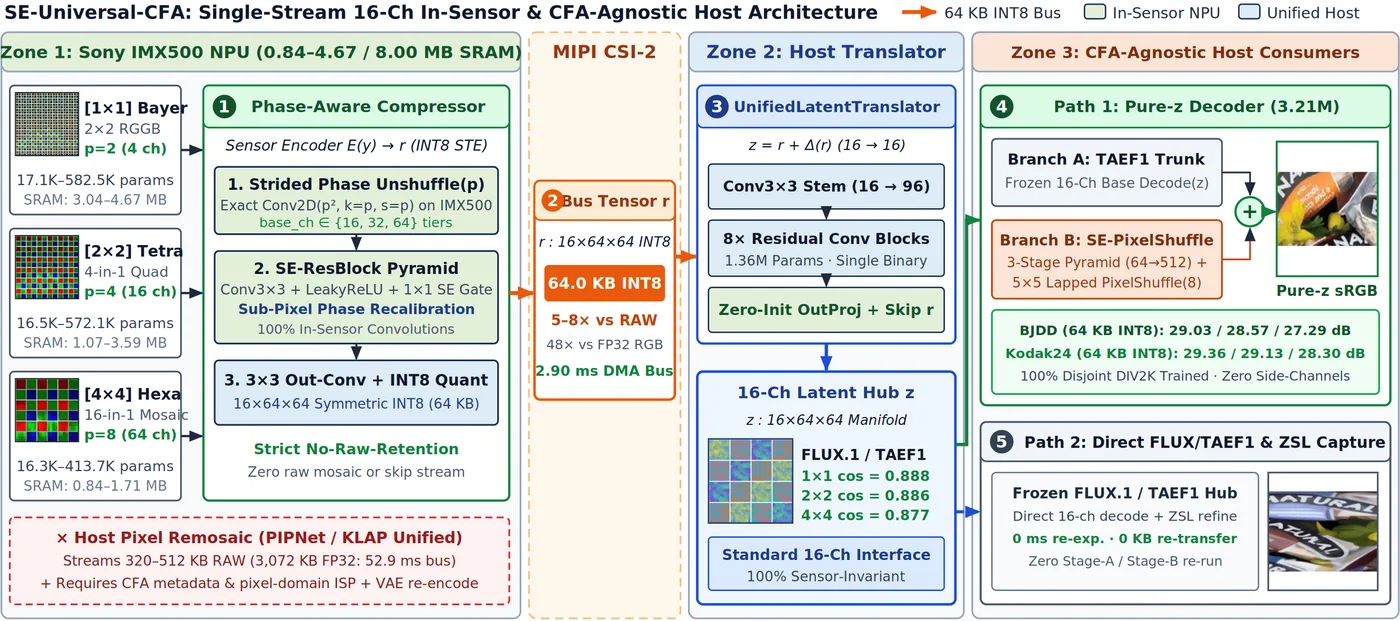 SE-Universal-CFA: Single-Stream 16-Ch In-Sensor & CFA-Agnostic Host Architecture
64 KB INT8 Bus
In-Sensor NPU
Unified Host
Zone 1: Sony IMX500 NPU (0.84–4.67 / 8.00 MB SRAM)
[1×1] Bayer
2×2 RGGB
p=2 (4 ch)
17.1K–582.5K params
SRAM: 3.04–4.67 MB
[2×2] Tetra
4-in-1 Quad
p=4 (16 ch)
16.5K–572.1K params
SRAM: 1.07–3.59 MB
[4×4] Hexa
16-in-1 Mosaic
p=8 (64 ch)
16.3K–413.7K params
SRAM: 0.84–1.71 MB
1 Phase-Aware Compressor
Sensor Encoder E(y) → r (INT8 STE)
1. Strided Phase Unshuffle(p)
Exact Conv2D(p², k=p, s=p) on IMX500
base_ch ∈ {16, 32, 64} tiers
2. SE-ResBlock Pyramid
Conv3×3 + LeakyReLU + 1×1 SE Gate
Sub-Pixel Phase Recalibration
100% In-Sensor Convolutions
3. 3×3 Out-Conv + INT8 Quant
16×64×64 Symmetric INT8 (64 KB)
Strict No-Raw-Retention
Zero raw mosaic or skip stream
× Host Pixel Remosaic (PIPNet / KLAP Unified)
Streams 320–512 KB RAW (3,072 KB FP32: 52.9 ms bus)
+ Requires CFA metadata & pixel-domain ISP + VAE re-encode
MIPI CSI-2
2 Bus Tensor r
r : 16×64×64 INT8
64.0 KB INT8
5–8× vs RAW
48× vs FP32 RGB
2.90 ms DMA Bus
Zone 2: Host Translator
3 UnifiedLatentTranslator
z = r + Δ(r) (16 → 16)
Conv3×3 Stem (16 → 96)
8× Residual Conv Blocks
1.36M Params · Single Binary
Zero-Init OutProj + Skip r
16-Ch Latent Hub z
z : 16×64×64 Manifold
FLUX.1 / TAEF1
1×1 cos = 0.888
2×2 cos = 0.886
4×4 cos = 0.877
Standard 16-Ch Interface
100% Sensor-Invariant
Zone 3: CFA-Agnostic Host Consumers
4 Path 1: Pure-z Decoder (3.21M)
Branch A: TAEF1 Trunk
Frozen 16-Ch Base Decode(z)
Branch B: SE-PixelShuffle
3-Stage Pyramid (64→512) +
5×5 Lapped PixelShuffle(8)
+
Pure-z sRGB
BJDD (64 KB INT8): 29.03 / 28.57 / 27.29 dB
Kodak24 (64 KB INT8): 29.36 / 29.13 / 28.30 dB
100% Disjoint DIV2K Trained · Zero Side-Channels
5 Path 2: Direct FLUX/TAEF1 & ZSL Capture
Frozen FLUX.1 / TAEF1 Hub
Direct 16-ch decode + ZSL refine
0 ms re-exp. · 0 KB re-transfer
Zero Stage-A / Stage-B re-run
NATURAL
NATURAL